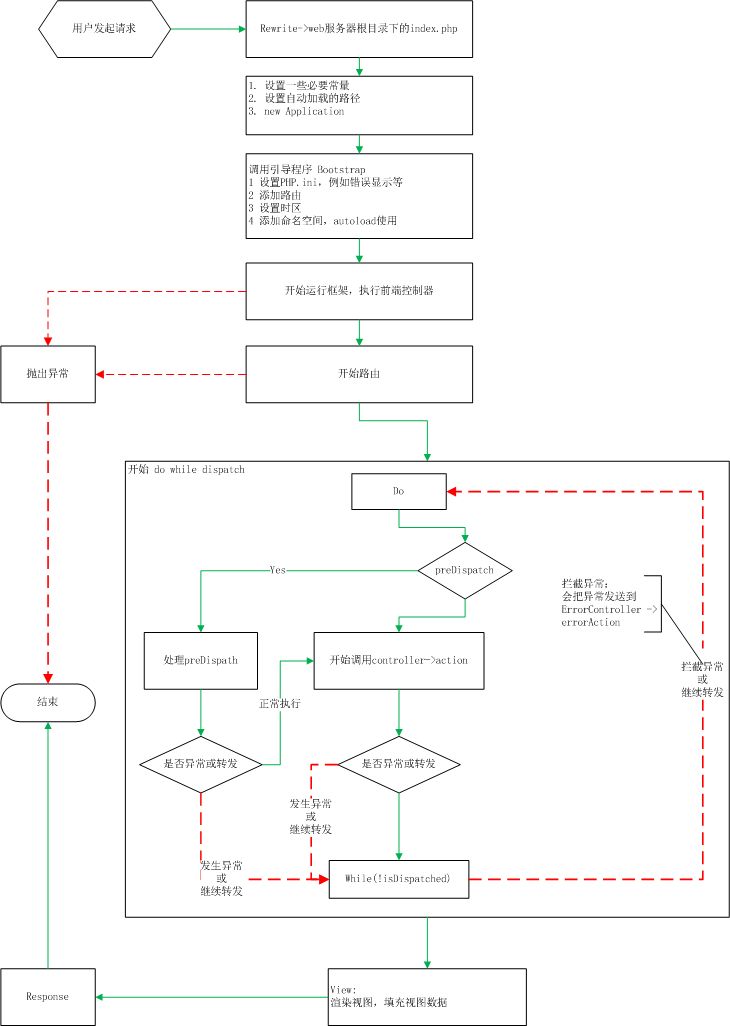 用户发起请求
Rewrite->web服务器根目录下的index.php
1. 设置一些必要常量
2. 设置自动加载的路径
3. new Application
调用引导程序 Bootstrap
1 设置PHP.ini, 例如错误显示等
2 添加路由
3 设置时区
4 添加命名空间, autoload使用
开始运行框架, 执行前端控制器
抛出异常
开始路由
开始 do while dispatch
Do
preDispatch
Yes
拦截异常;
会把异常发送到
ErrorController ->
errorAction
处理preDispath
开始调用controller->action
拦截异常
或
继续转发
结束
正常执行
是否异常或转发
是否异常或转发
发生异常
或
继续转发
发生异常
或
继续转发
While(!isDispatched)
Response
View:
渲染视图, 填充视图数据